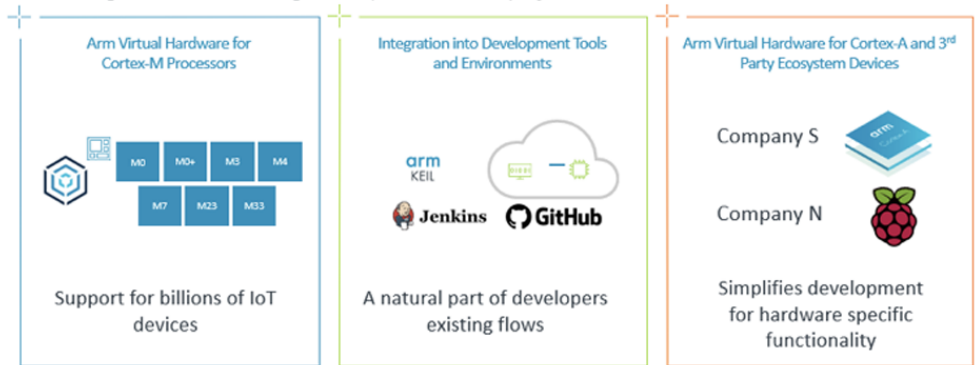 Arm Virtual Hardware for
Cortex-M Processors
M0
M0+
M3
M4
M7
M23
M33
Support for billions of IoT
devices
Integration into Development Tools
and Environments
arm
KEIL
Jenkins
GitHub
A natural part of developers
existing flows
Arm Virtual Hardware for Cortex-A and 3rd
Party Ecosystem Devices
Company S
arm
Cortex-A
Company N
Simplifies development
for hardware specific
functionality